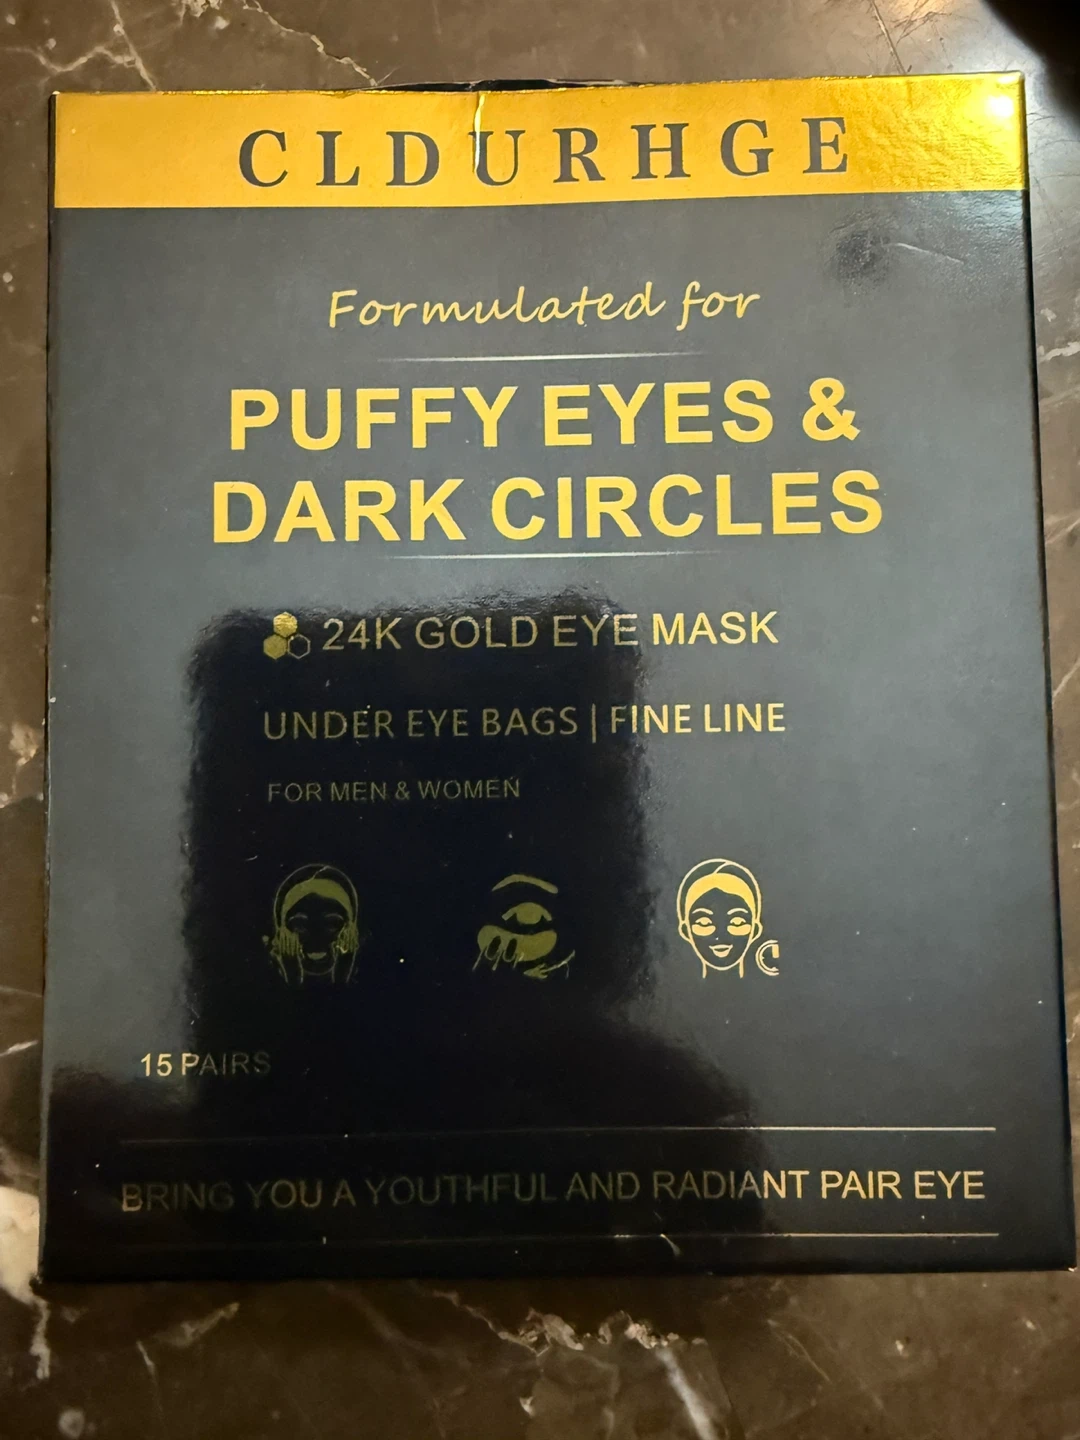 CLDURHGE
Formulated for
PUFFY EYES &
DARK CIRCLES
24K GOLD EYE MASK
UNDER EYE BAGS | FINE LINE
FOR MEN & WOMEN
15 PAIRS
BRING YOU A YOUTHFUL AND RADIANT PAIR EYE